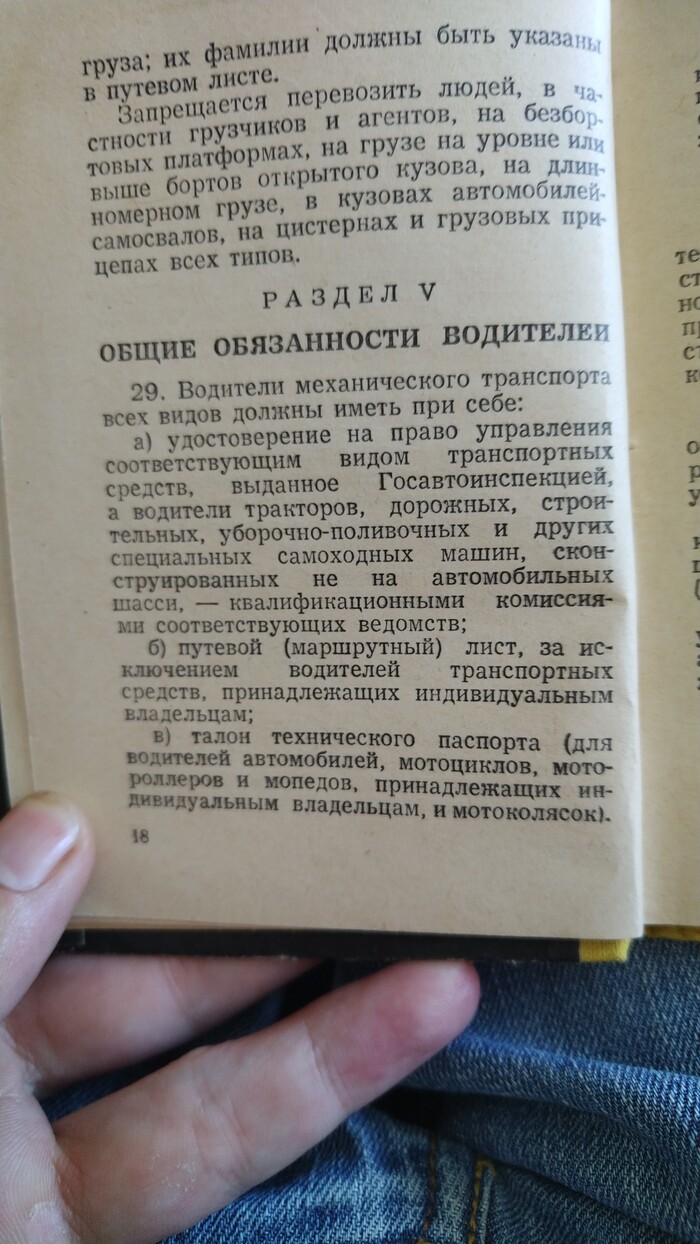 груза; их фамилии должны быть указаны
в путевом листе.
Запрещается перевозить людей, в ча-
стности грузчиков и агентов, на безбор-
товых платформах, на грузе на уровне или
выше бортов открытого кузова, на длин-
номерном грузе, в кузовах автомобилей-
самосвалов, на цистернах и грузовых при-
цепах всех типов.
РАЗДЕЛ V
ОБЩИЕ ОБЯЗАННОСТИ ВОДИТЕЛЕЙ
29. Водители механического транспорта
всех видов должны иметь при себе:
а) удостоверение на право управления
соответствующим видом транспортных
средств, выданное Госавтоинспекцией,
а водители тракторов, дорожных, строи-
тельных, уборочно-поливочных и других
специальных самоходных машин, скон-
струированных не на автомобильных
шасси, — квалификационными комиссия-
ми соответствующих ведомств;
б) путевой (маршрутный) лист, за ис-
ключением водителей транспортных
средств, принадлежащих индивидуальным
владельцам;
в) талон технического паспорта (для
водителей автомобилей, мотоциклов, мото-
роллеров и мопедов, принадлежащих ин-
дивидуальным владельцам, и мотоколясок).
18